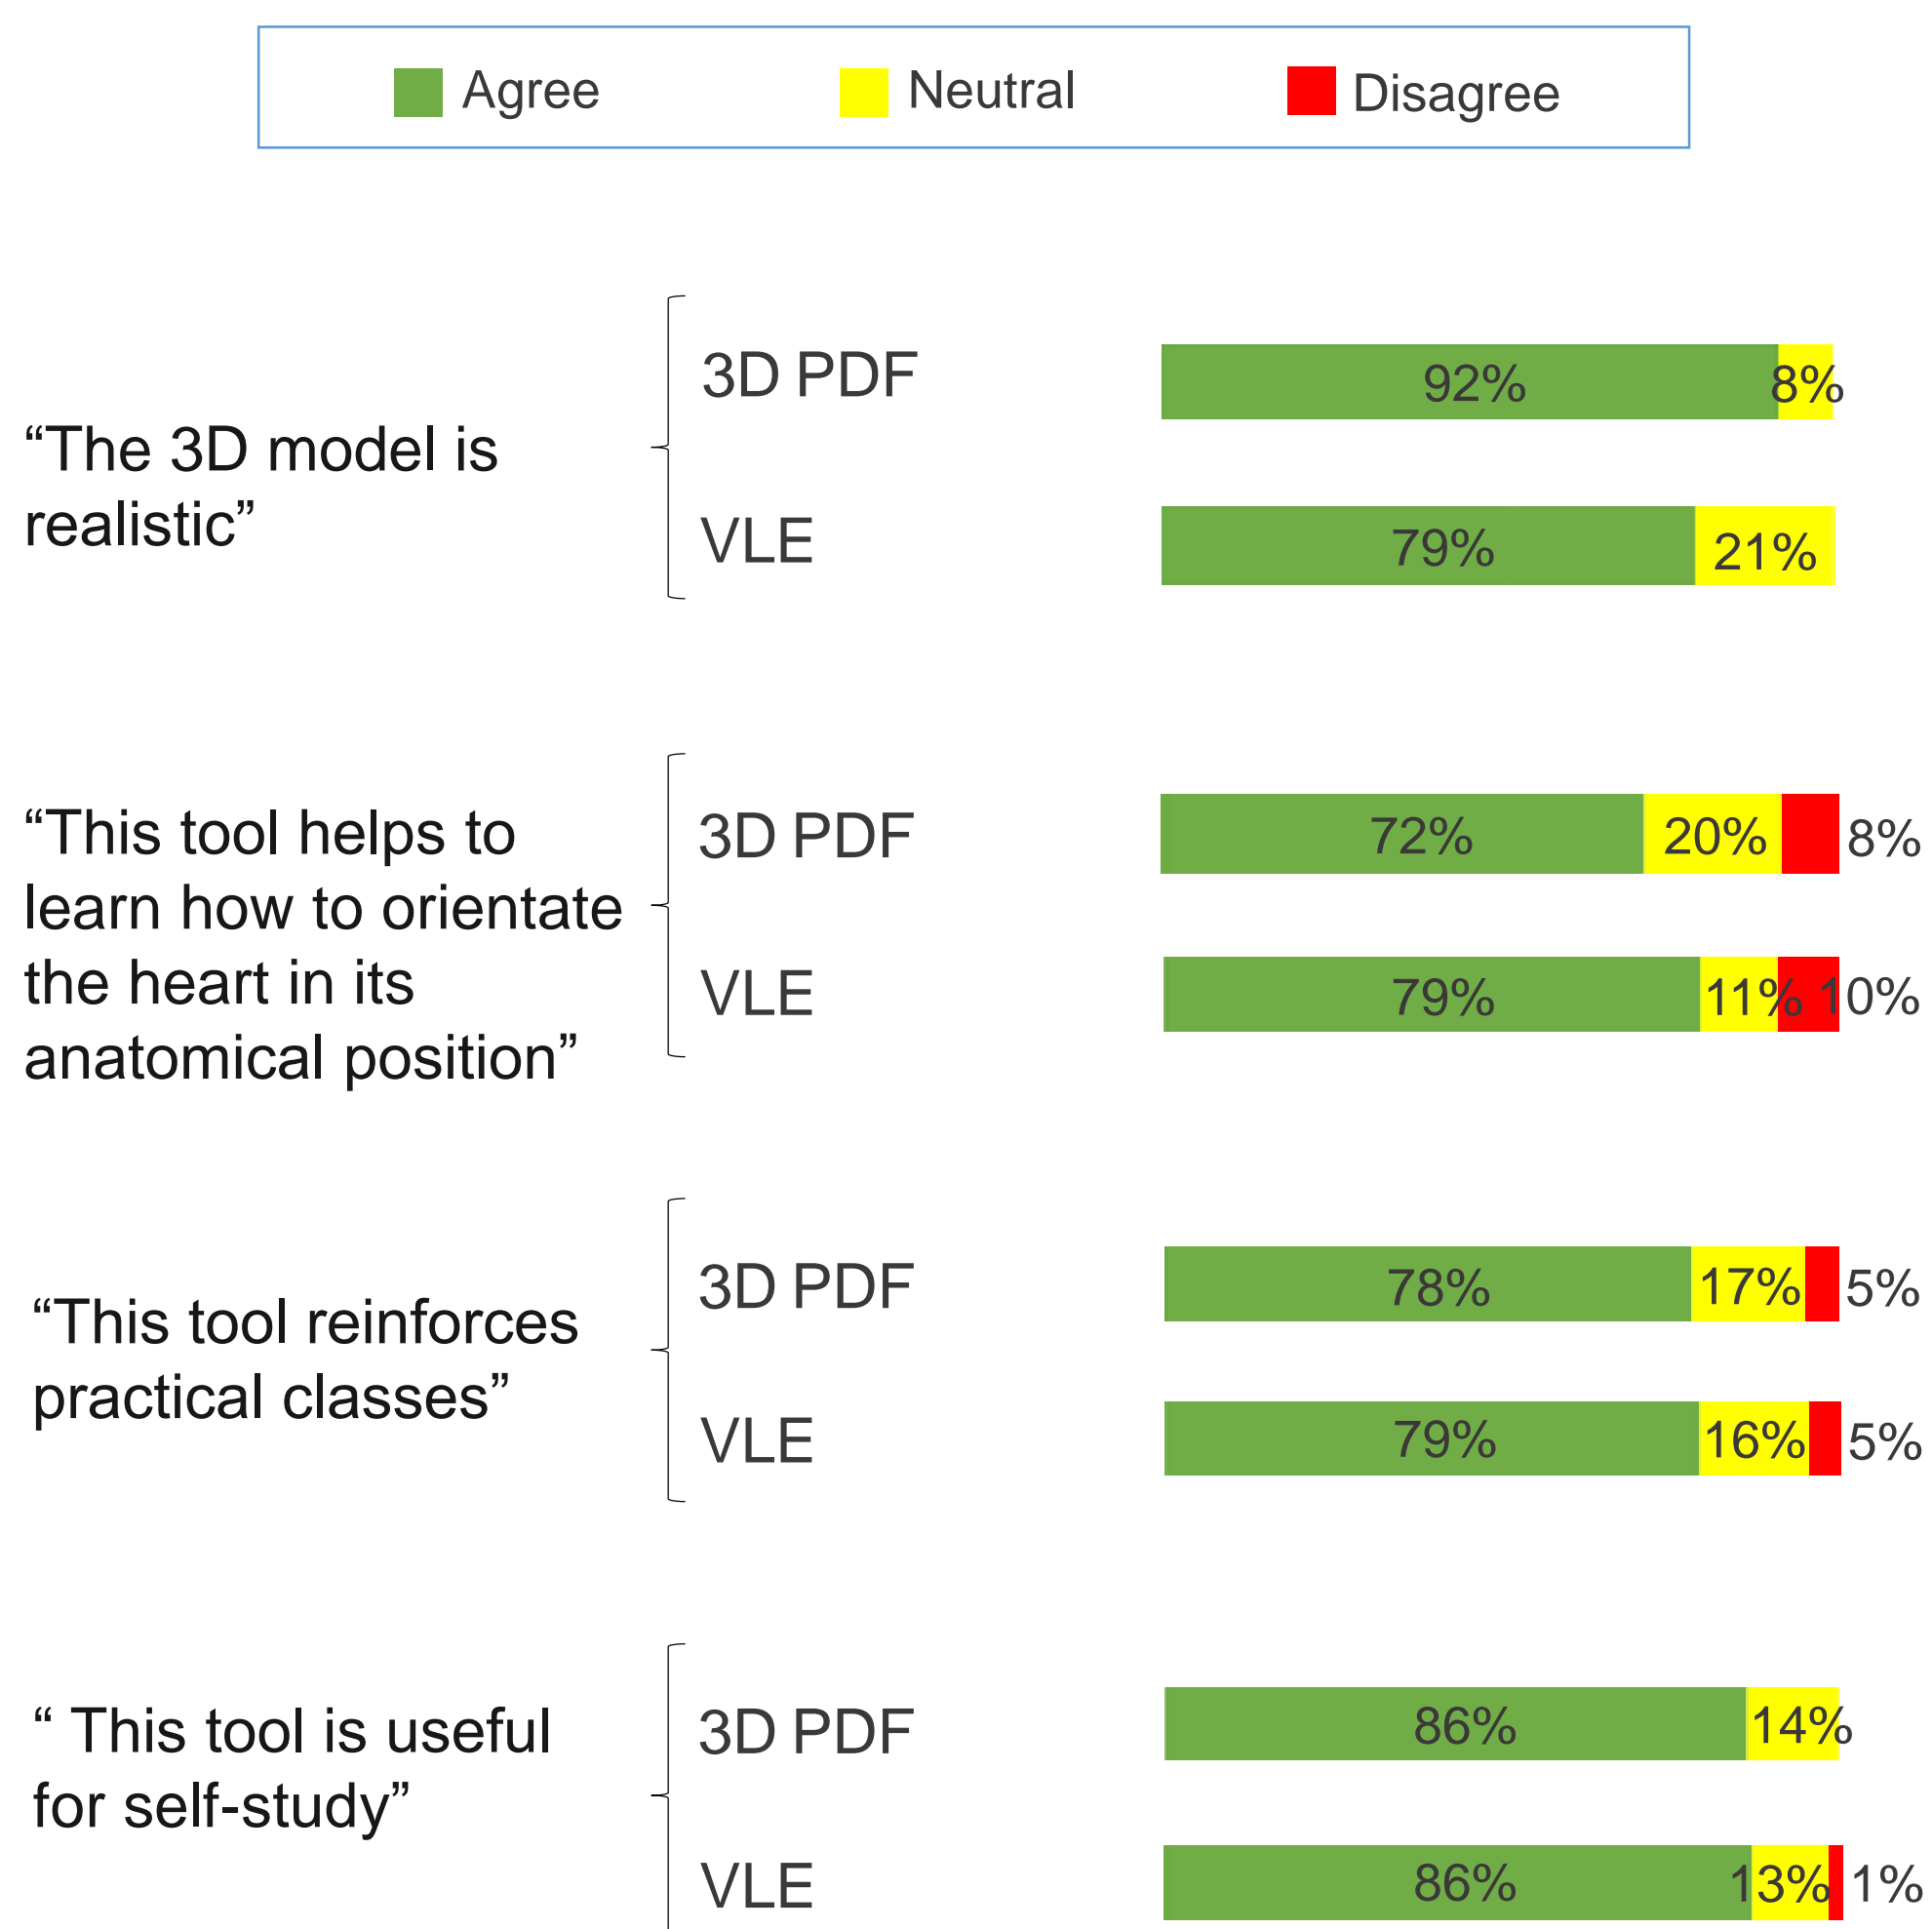 Agree Neutral Disagree
“The 3D model is
realistic”
3D PDF 92% 8%
VLE 79% 21%
“This tool helps to
learn how to orientate
the heart in its
anatomical position”
3D PDF 72% 20% 8%
VLE 79% 11% 10%
“This tool reinforces
practical classes”
3D PDF 78% 17% 5%
VLE 79% 16% 5%
“ This tool is useful
for self-study”
3D PDF 86% 14%
VLE 86% 13% 1%